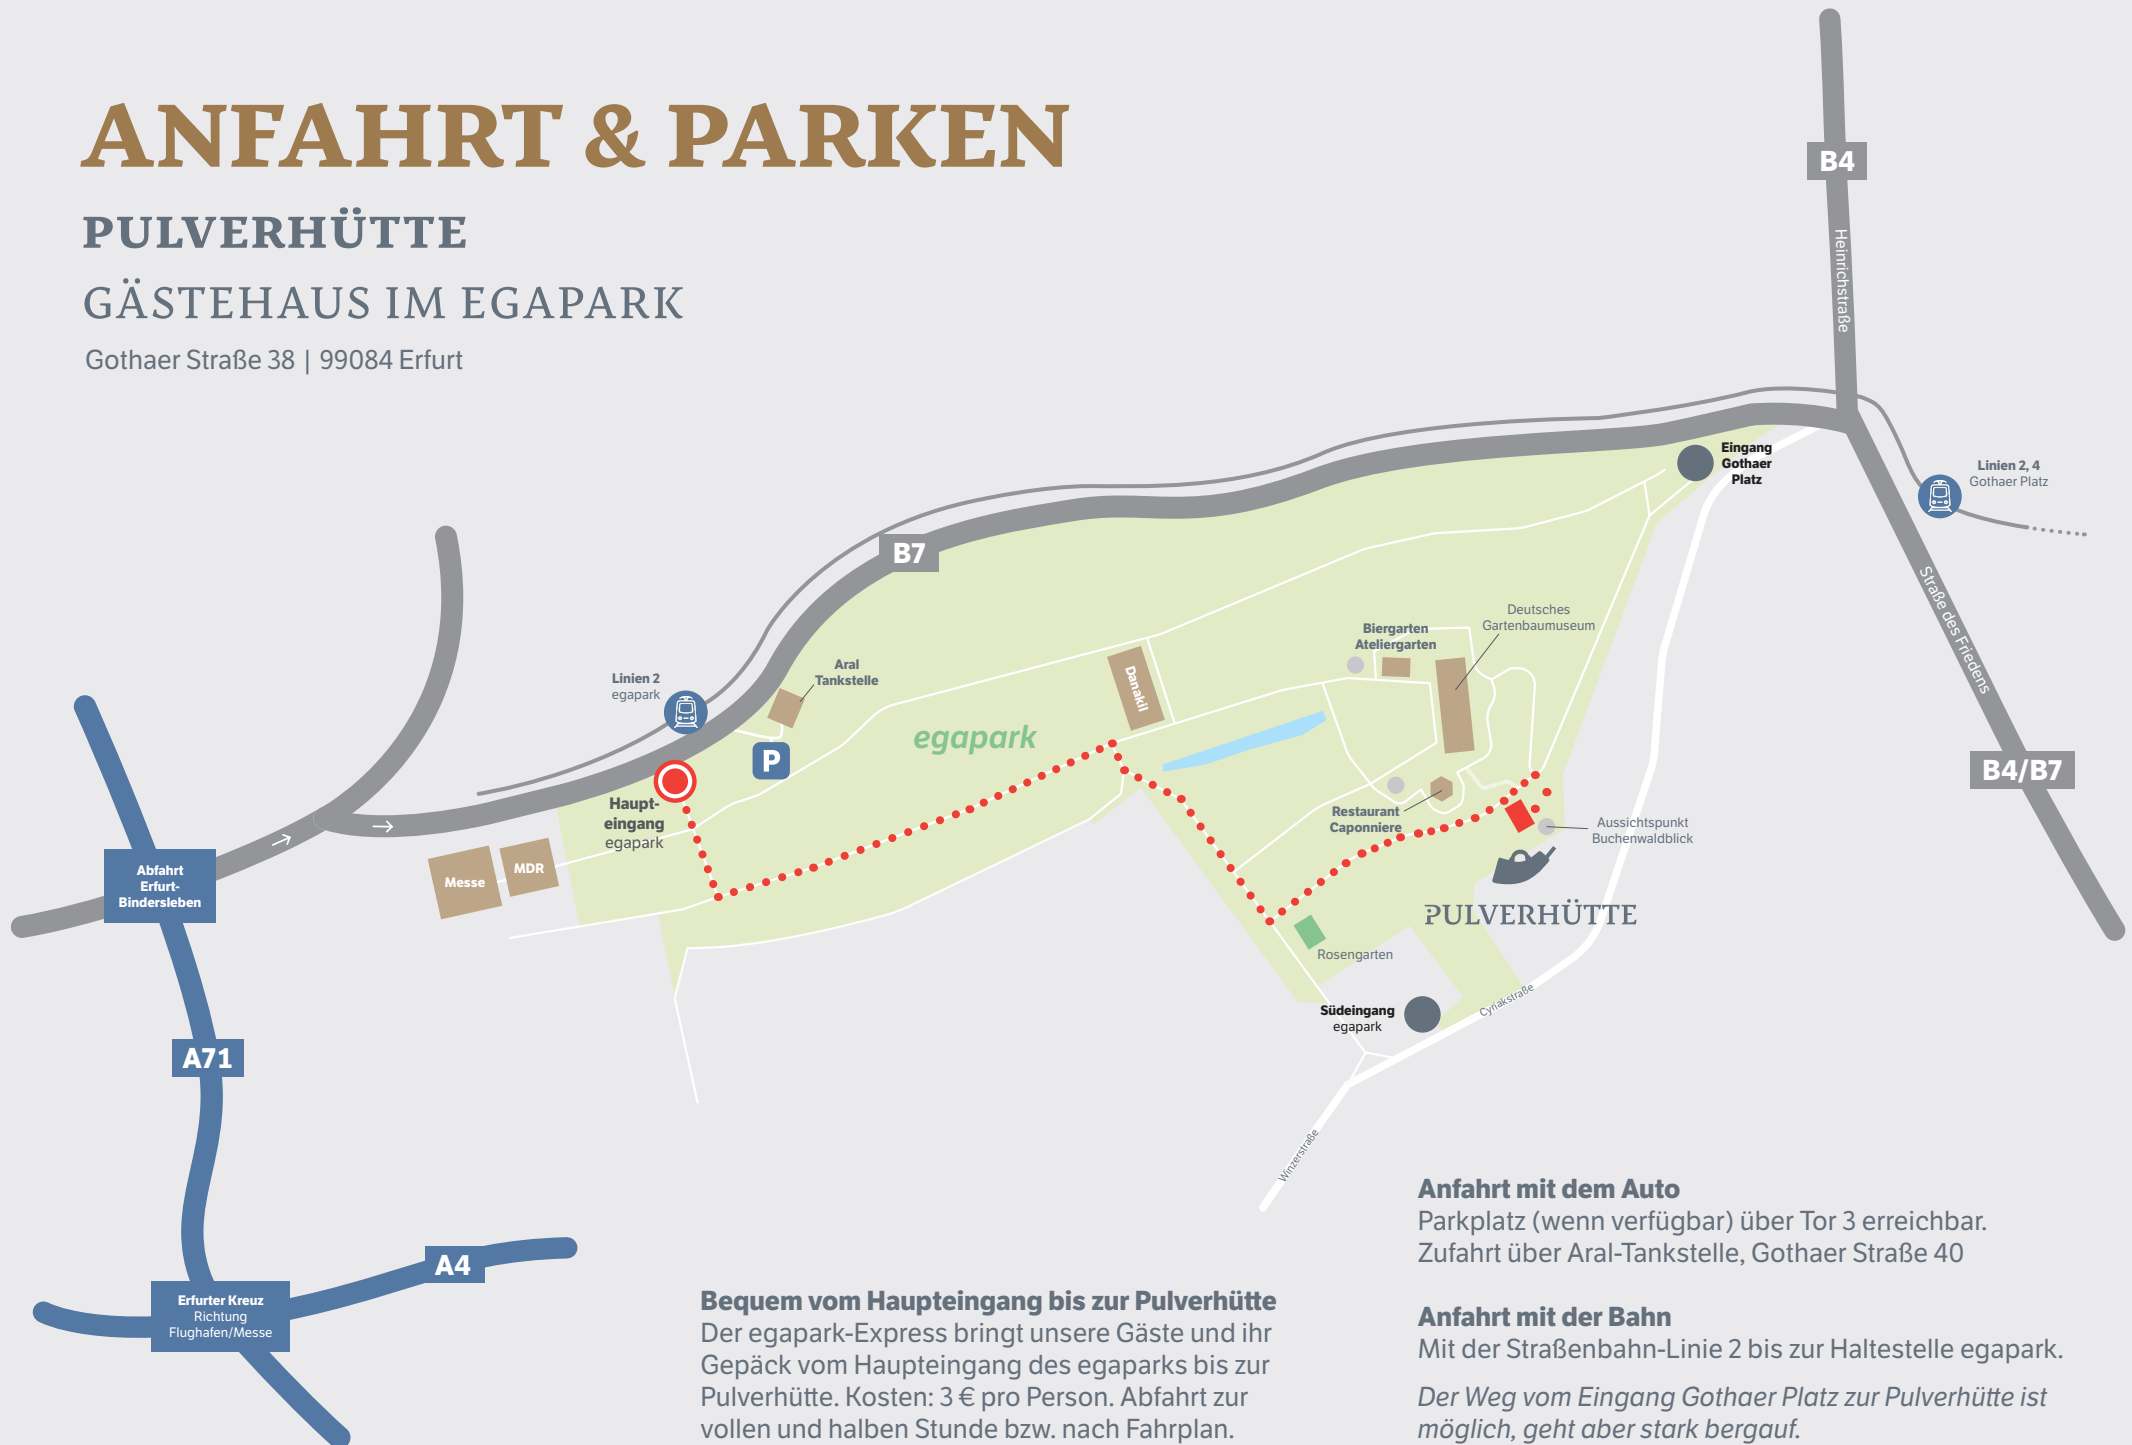 ANFAHRT & PARKEN
PULVERHÜTTE
GÄSTEHAUS IM EGAPARK
Gothaer Straße 38 | 99084 Erfurt
B4
Heinrichstraße
Eingang
Gothaer
Platz
Linien 2, 4
Gothaer Platz
B7
Straße des Friedens
Deutsches
Gartenbaumuseum
Biergarten
Ateliergarten
Aral
Tankstelle
Linien 2
egapark
Danakil
egapark
P
B4/B7
Haupt-
eingang
egapark
Restaurant
Caponniere
Aussichtspunkt
Buchenwaldblick
Messe
MDR
Abfahrt
Erfurt-
Bindersleben
PULVERHÜTTE
Rosengarten
Südeingang
egapark
Cyriakstraße
A71
Winzerstraße
A4
Erfurter Kreuz
Richtung
Flughafen/Messe
Bequem vom Haupteingang bis zur Pulverhütte
Der egapark-Express bringt unsere Gäste und ihr
Gepäck vom Haupteingang des egaparks bis zur
Pulverhütte. Kosten: 3 € pro Person. Abfahrt zur
vollen und halben Stunde bzw. nach Fahrplan.
Anfahrt mit dem Auto
Parkplatz (wenn verfügbar) über Tor 3 erreichbar.
Zufahrt über Aral-Tankstelle, Gothaer Straße 40
Anfahrt mit der Bahn
Mit der Straßenbahn-Linie 2 bis zur Haltestelle egapark.
Der Weg vom Eingang Gothaer Platz zur Pulverhütte ist
möglich, geht aber stark bergauf.